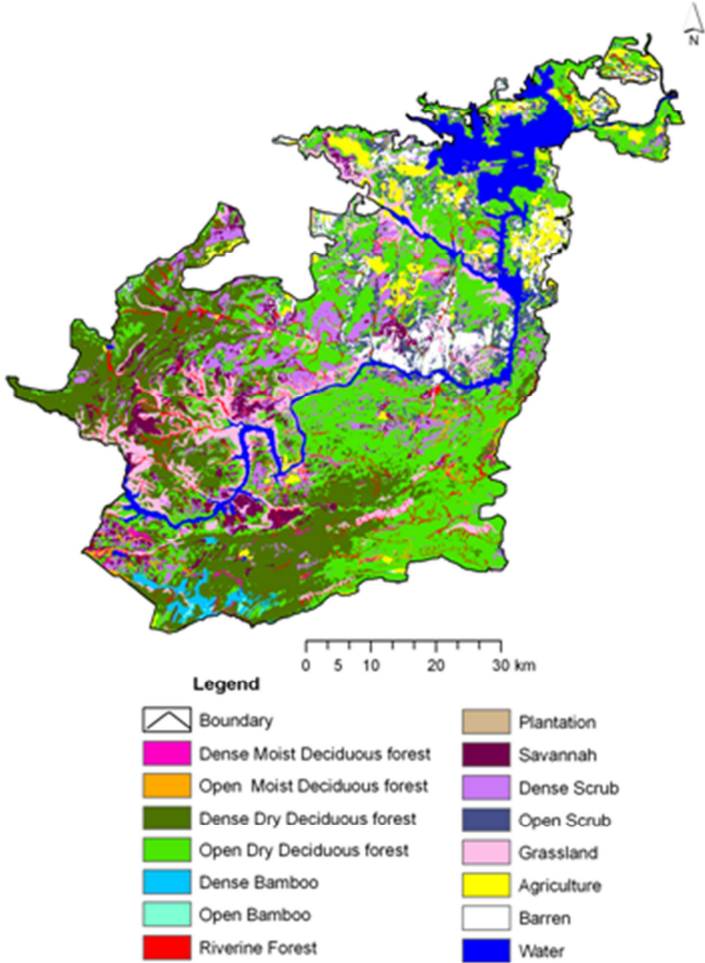 N
0 5 10 20 30 km
Legend
Boundary
Dense Moist Deciduous forest
Open Moist Deciduous forest
Dense Dry Deciduous forest
Open Dry Deciduous forest
Dense Bamboo
Open Bamboo
Riverine Forest
Plantation
Savannah
Dense Scrub
Open Scrub
Grassland
Agriculture
Barren
Water